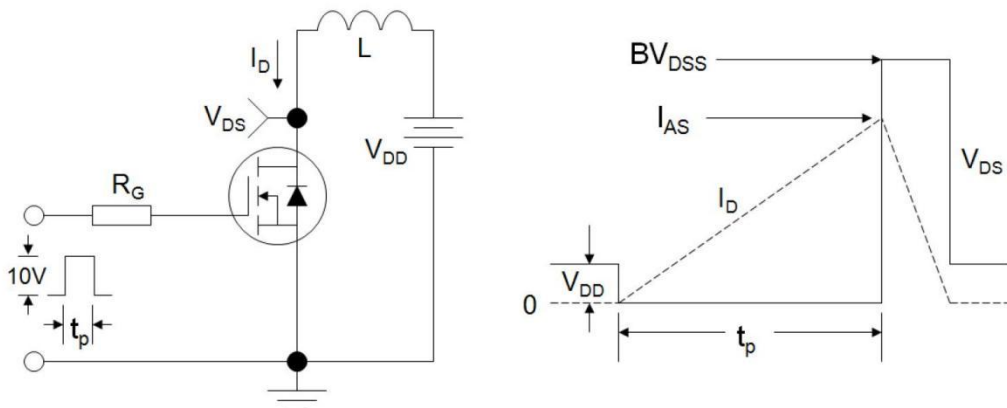 L
I_D
V_DS
V_DD
R_G
10V
t_p
BV_DSS
I_AS
V_DS
I_D
V_DD
0
t_p